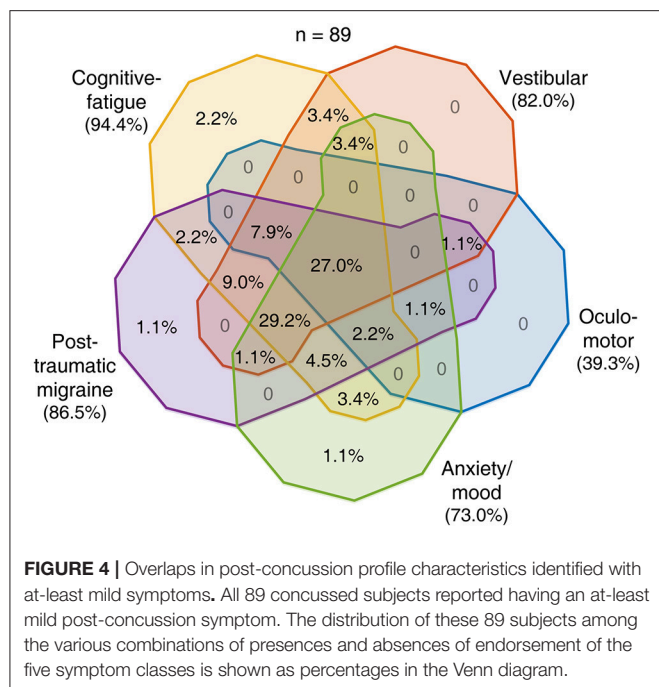 n = 89
Cognitive-
fatigue
(94.4%)
Vestibular
(82.0%)
2.2%
3.4%
0
3.4%
0
0
0
0
0
0
0
2.2%
7.9%
0
1.1%
27.0%
9.0%
0
1.1%
1.1%
29.2%
0
0
2.2%
Oculo-
motor
(39.3%)
Post-
traumatic
migraine
(86.5%)
1.1%
4.5%
0
0
0
3.4%
1.1%
Anxiety/
mood
(73.0%)
FIGURE 4 | Overlaps in post-concussion profile characteristics identified with
at-least mild symptoms. All 89 concussed subjects reported having an at-least
mild post-concussion symptom. The distribution of these 89 subjects among
the various combinations of presences and absences of endorsement of the
five symptom classes is shown as percentages in the Venn diagram.